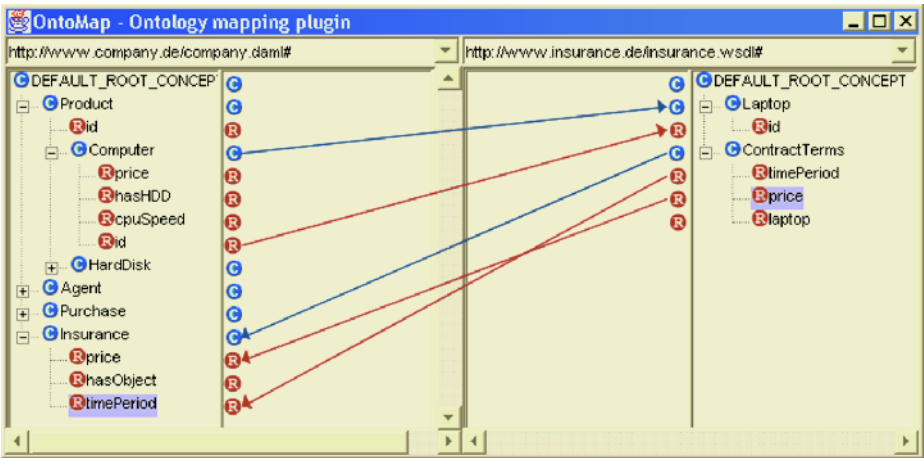 OntoMap - Ontology mapping plugin
http://www.company.de/company.daml#
http://www.insurance.de/insurance.wsdl#
C DEFAULT_ROOT_CONCEP
C Product
R id
C Computer
R price
R hasHDD
R cpuSpeed
R id
C HardDisk
C Agent
C Purchase
C Insurance
R price
R hasObject
R timePeriod
C
C
R
C
R
R
R
R
C
C
C
C
R
R
R
C
C
R
C
R
R
R
C DEFAULT_ROOT_CONCEPT
C Laptop
R id
C ContractTerms
R timePeriod
R price
R laptop